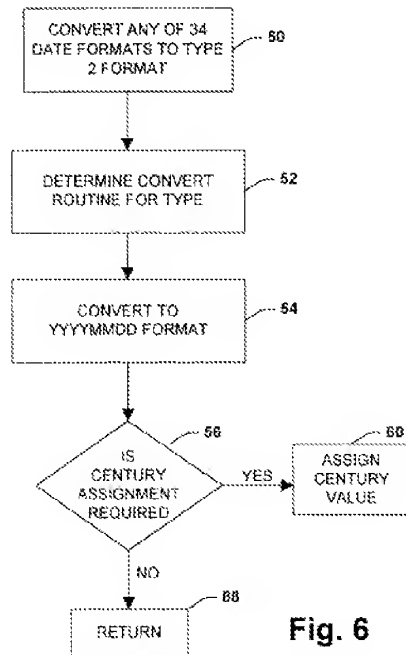 CONVERT ANY OF 34
DATE FORMATS TO TYPE
2 FORMAT
50
DETERMINE CONVERT
ROUTINE FOR TYPE
52
CONVERT TO
YYYYMMDD FORMAT
54
56
IS
CENTURY
ASSIGNMENT
REQUIRED
YES
60
ASSIGN
CENTURY
VALUE
NO
RETURN
Fig. 6